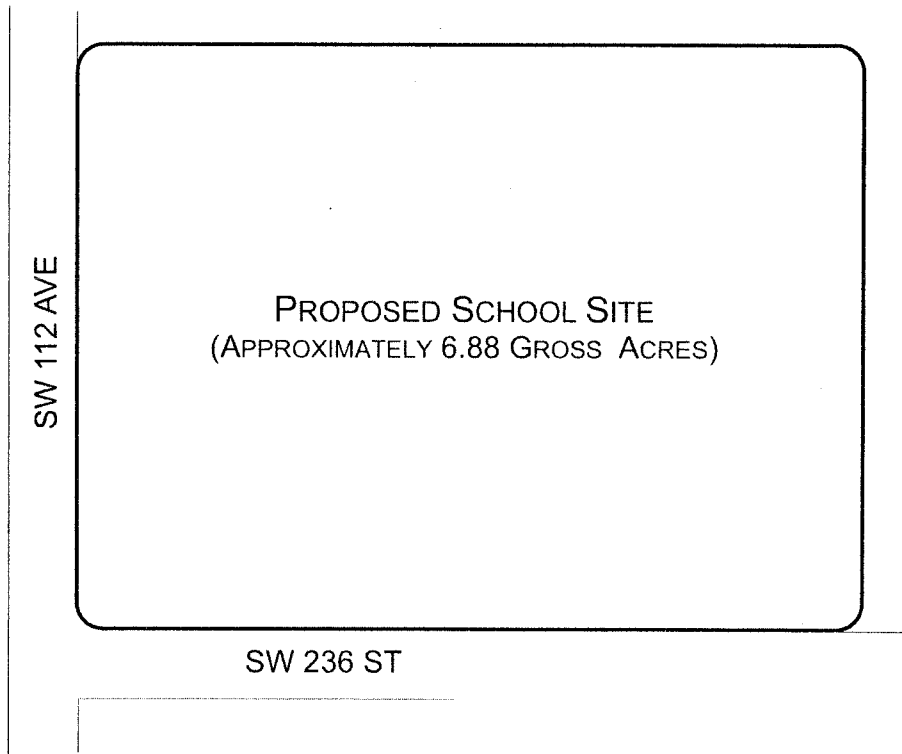 SW 112 AVE
PROPOSED SCHOOL SITE
(APPROXIMATELY 6.88 GROSS ACRES)
SW 236 ST